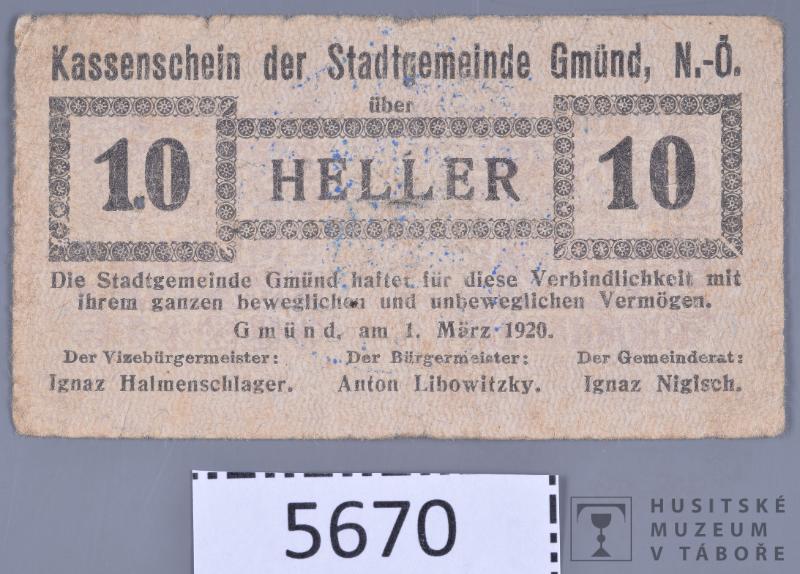 Kassenschein der Stadtgemeinde Gmünd, N.-Ö.
über
10 HELLER 10
Die Stadtgemeinde Gmünd haftet für diese Verbindlichkeit mit
ihrem ganzen beweglichen und unbeweglichen Vermögen.
Gmünd, am 1. März 1920.
Der Vizebürgermeister: Der Bürgermeister: Der Gemeinderat:
Ignaz Halmenschlager. Anton Libowitzky. Ignaz Nigisch.
5670
HUSITSKÉ
MUZEUM
V TÁBOŘE